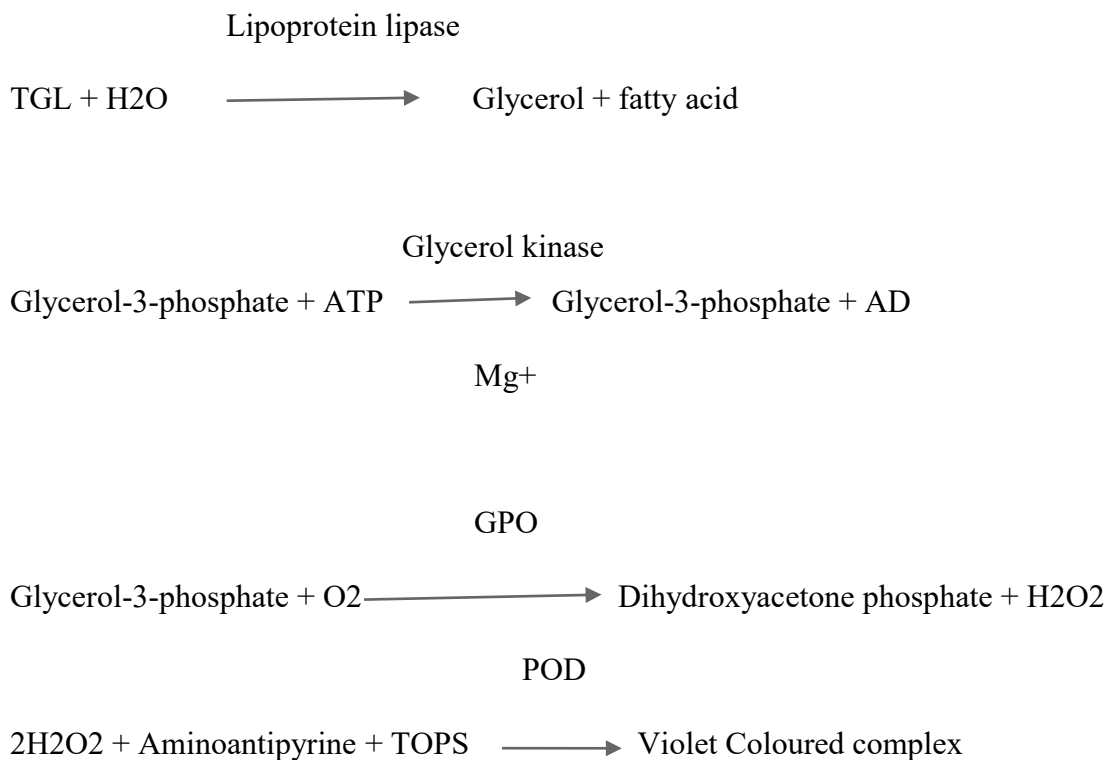 Lipoprotein lipase
TGL + H2O Glycerol + fatty acid
Glycerol kinase
Glycerol-3-phosphate + ATP Glycerol-3-phosphate + AD
Mg+
GPO
Glycerol-3-phosphate + O2 Dihydroxyacetone phosphate + H2O2
POD
2H2O2 + Aminoantipyrine + TOPS Violet Coloured complex